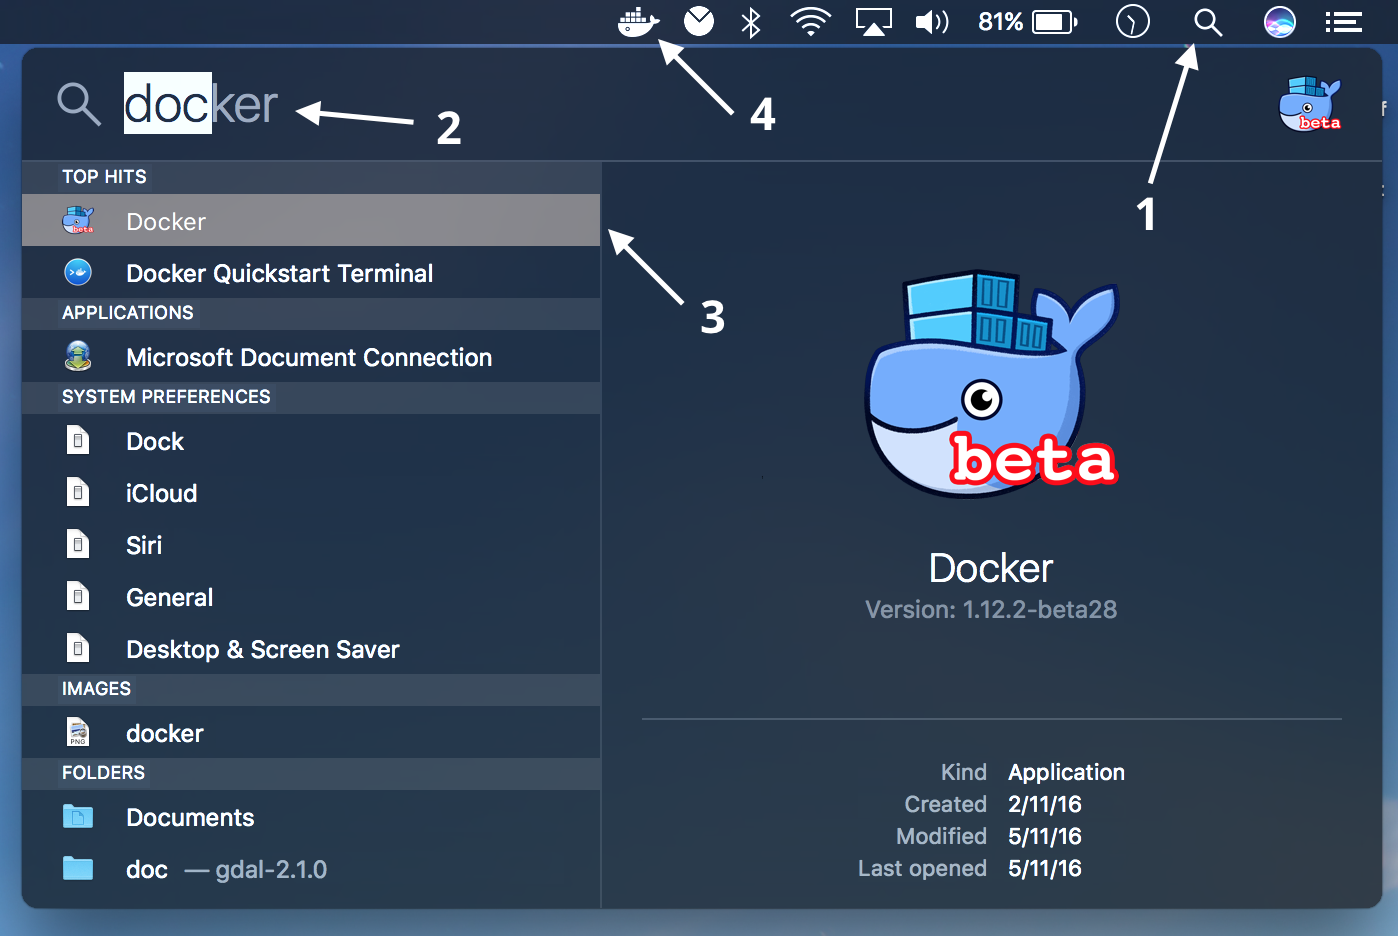 81%
docker
beta
4
2
1
TOP HITS
Docker
Docker Quickstart Terminal
3
APPLICATIONS
Microsoft Document Connection
SYSTEM PREFERENCES
Dock
iCloud
Siri
General
Desktop & Screen Saver
IMAGES
PNG
docker
FOLDERS
Documents
doc — gdal-2.1.0
beta
Docker
Version: 1.12.2-beta28
Kind Application
Created 2/11/16
Modified 5/11/16
Last opened 5/11/16